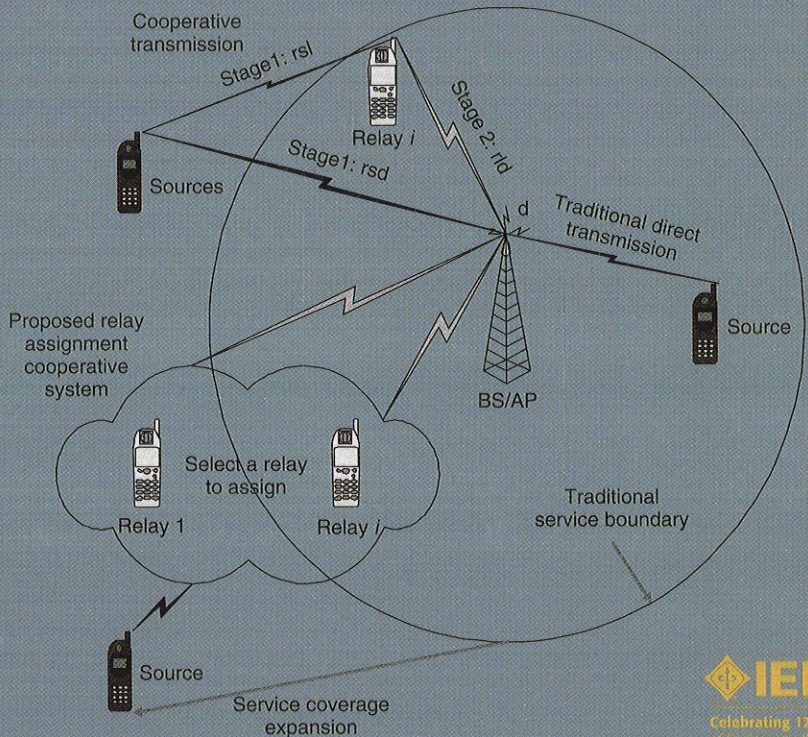 Cooperative
transmission
Stage1: rsl
Relay i
Stage 2: rld
Stage1: rsd
Sources
d
Traditional direct
transmission
Source
BS/AP
Proposed relay
assignment
cooperative
system
Select a relay
to assign
Relay 1
Relay i
Traditional
service boundary
Source
Service coverage
expansion
Celebrating